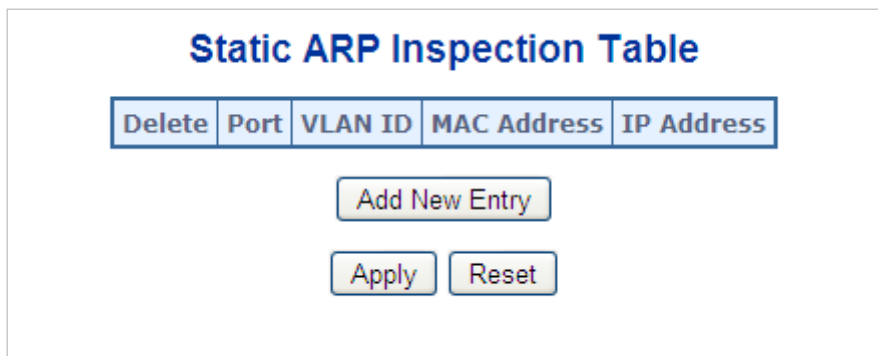 Static ARP Inspection Table
Delete Port VLAN ID MAC Address IP Address
Add New Entry
Apply Reset